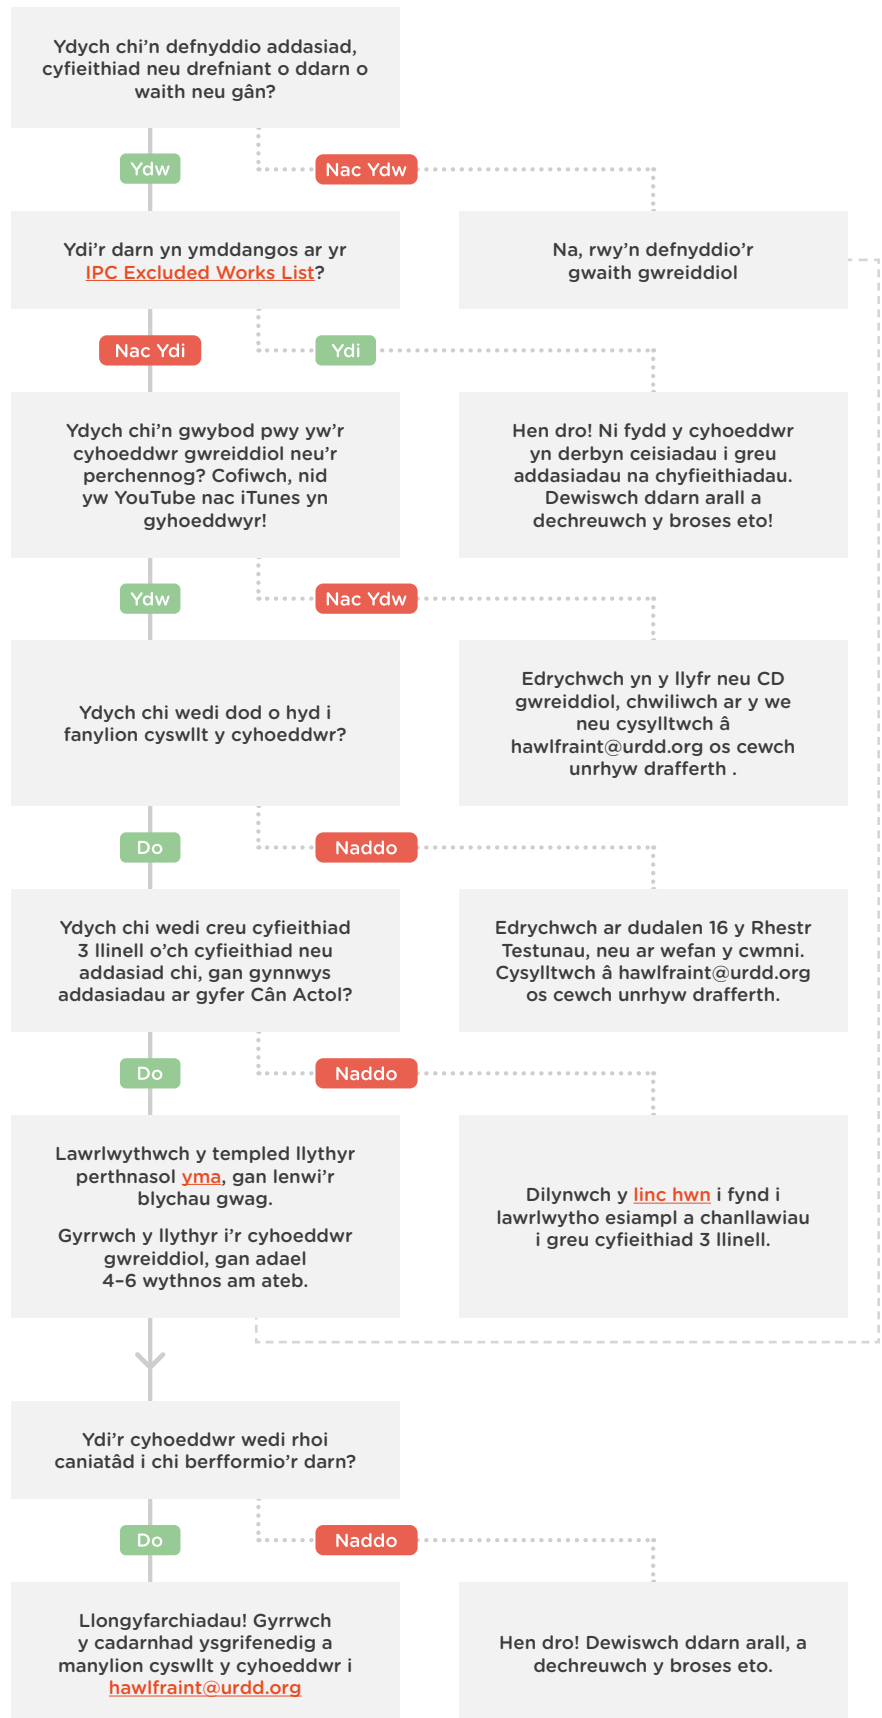 Ydych chi’n defnyddio addasiad,
cyfieithiad neu drefniant o ddarn o
waith neu gân?
Ydw
Nac Ydw
Ydi’r darn yn ymddangos ar yr
IPC Excluded Works List?
Na, rwy’n defnyddio’r
gwaith gwreiddiol
Nac Ydi
Ydi
Ydych chi’n gwybod pwy yw’r
cyhoeddwr gwreiddiol neu’r
perchennog? Cofiwch, nid
yw YouTube nac iTunes yn
gyhoeddwyr!
Hen dro! Ni fydd y cyhoeddwr
yn derbyn ceisiadau i greu
addasiadau na chyfieithiadau.
Dewiswch ddarn arall a
dechreuwch y broses eto!
Ydw
Nac Ydw
Ydych chi wedi dod o hyd i
fanylion cyswllt y cyhoeddwr?
Edrychwch yn y llyfr neu CD
gwreiddiol, chwiliwch ar y we
neu cysylltwch â
hawlfraint@urdd.org os cewch
unrhyw drafferth .
Do
Naddo
Ydych chi wedi creu cyfieithiad
3 llinell o’ch cyfieithiad neu
addasiad chi, gan gynnwys
addasiadau ar gyfer Cân Actol?
Edrychwch ar dudalen 16 y Rhestr
Testunau, neu ar wefan y cwmni.
Cysylltwch â hawlfraint@urdd.org
os cewch unrhyw drafferth.
Do
Naddo
Lawrlwythwch y templed llythyr
perthnasol yma, gan lenwi’r
blychau gwag.
Gyrrwch y llythyr i’r cyhoeddwr
gwreiddiol, gan adael
4–6 wythnos am ateb.
Dilynwch y linc hwn i fynd i
lawrlwytho esiampl a chanllawiau
i greu cyfieithiad 3 llinell.
Ydi’r cyhoeddwr wedi rhoi
caniatâd i chi berfformio’r darn?
Do
Naddo
Llongyfarchiadau! Gyrrwch
y cadarnhad ysgrifenedig a
manylion cyswllt y cyhoeddwr i
hawlfraint@urdd.org
Hen dro! Dewiswch ddarn arall, a
dechreuwch y broses eto.